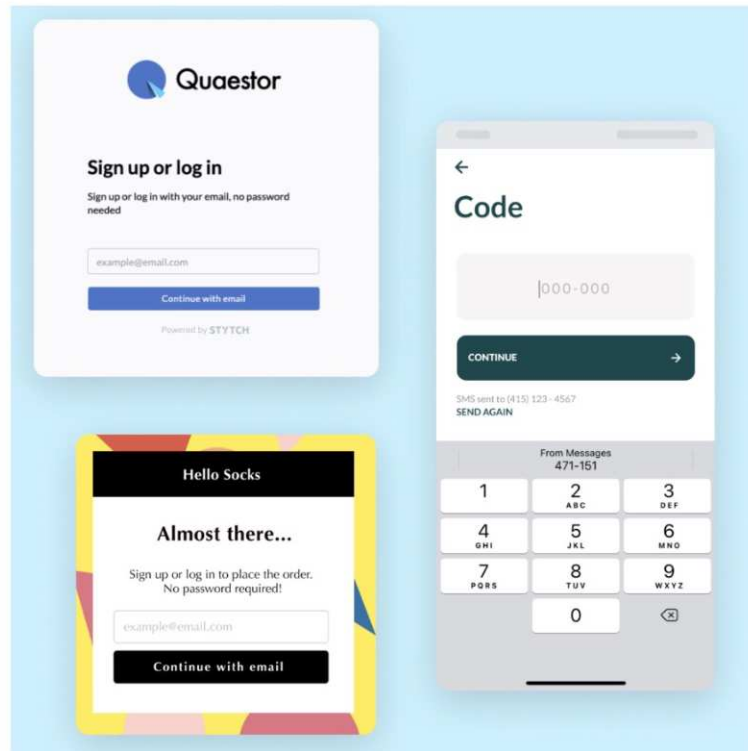 Quaestor
Sign up or log in
Sign up or log in with your email, no password
needed
example@email.com
Continue with email
Powered by STYTCH
Code
000-000
CONTINUE
SMS sent to (415) 123 - 4567
SEND AGAIN
From Messages
471-151
1 2 3
ABC DEF
4 5 6
GHI JKL MNO
7 8 9
PQRS TUV WXYZ
0
Hello Socks
Almost there...
Sign up or log in to place the order.
No password required!
example@email.com
Continue with email